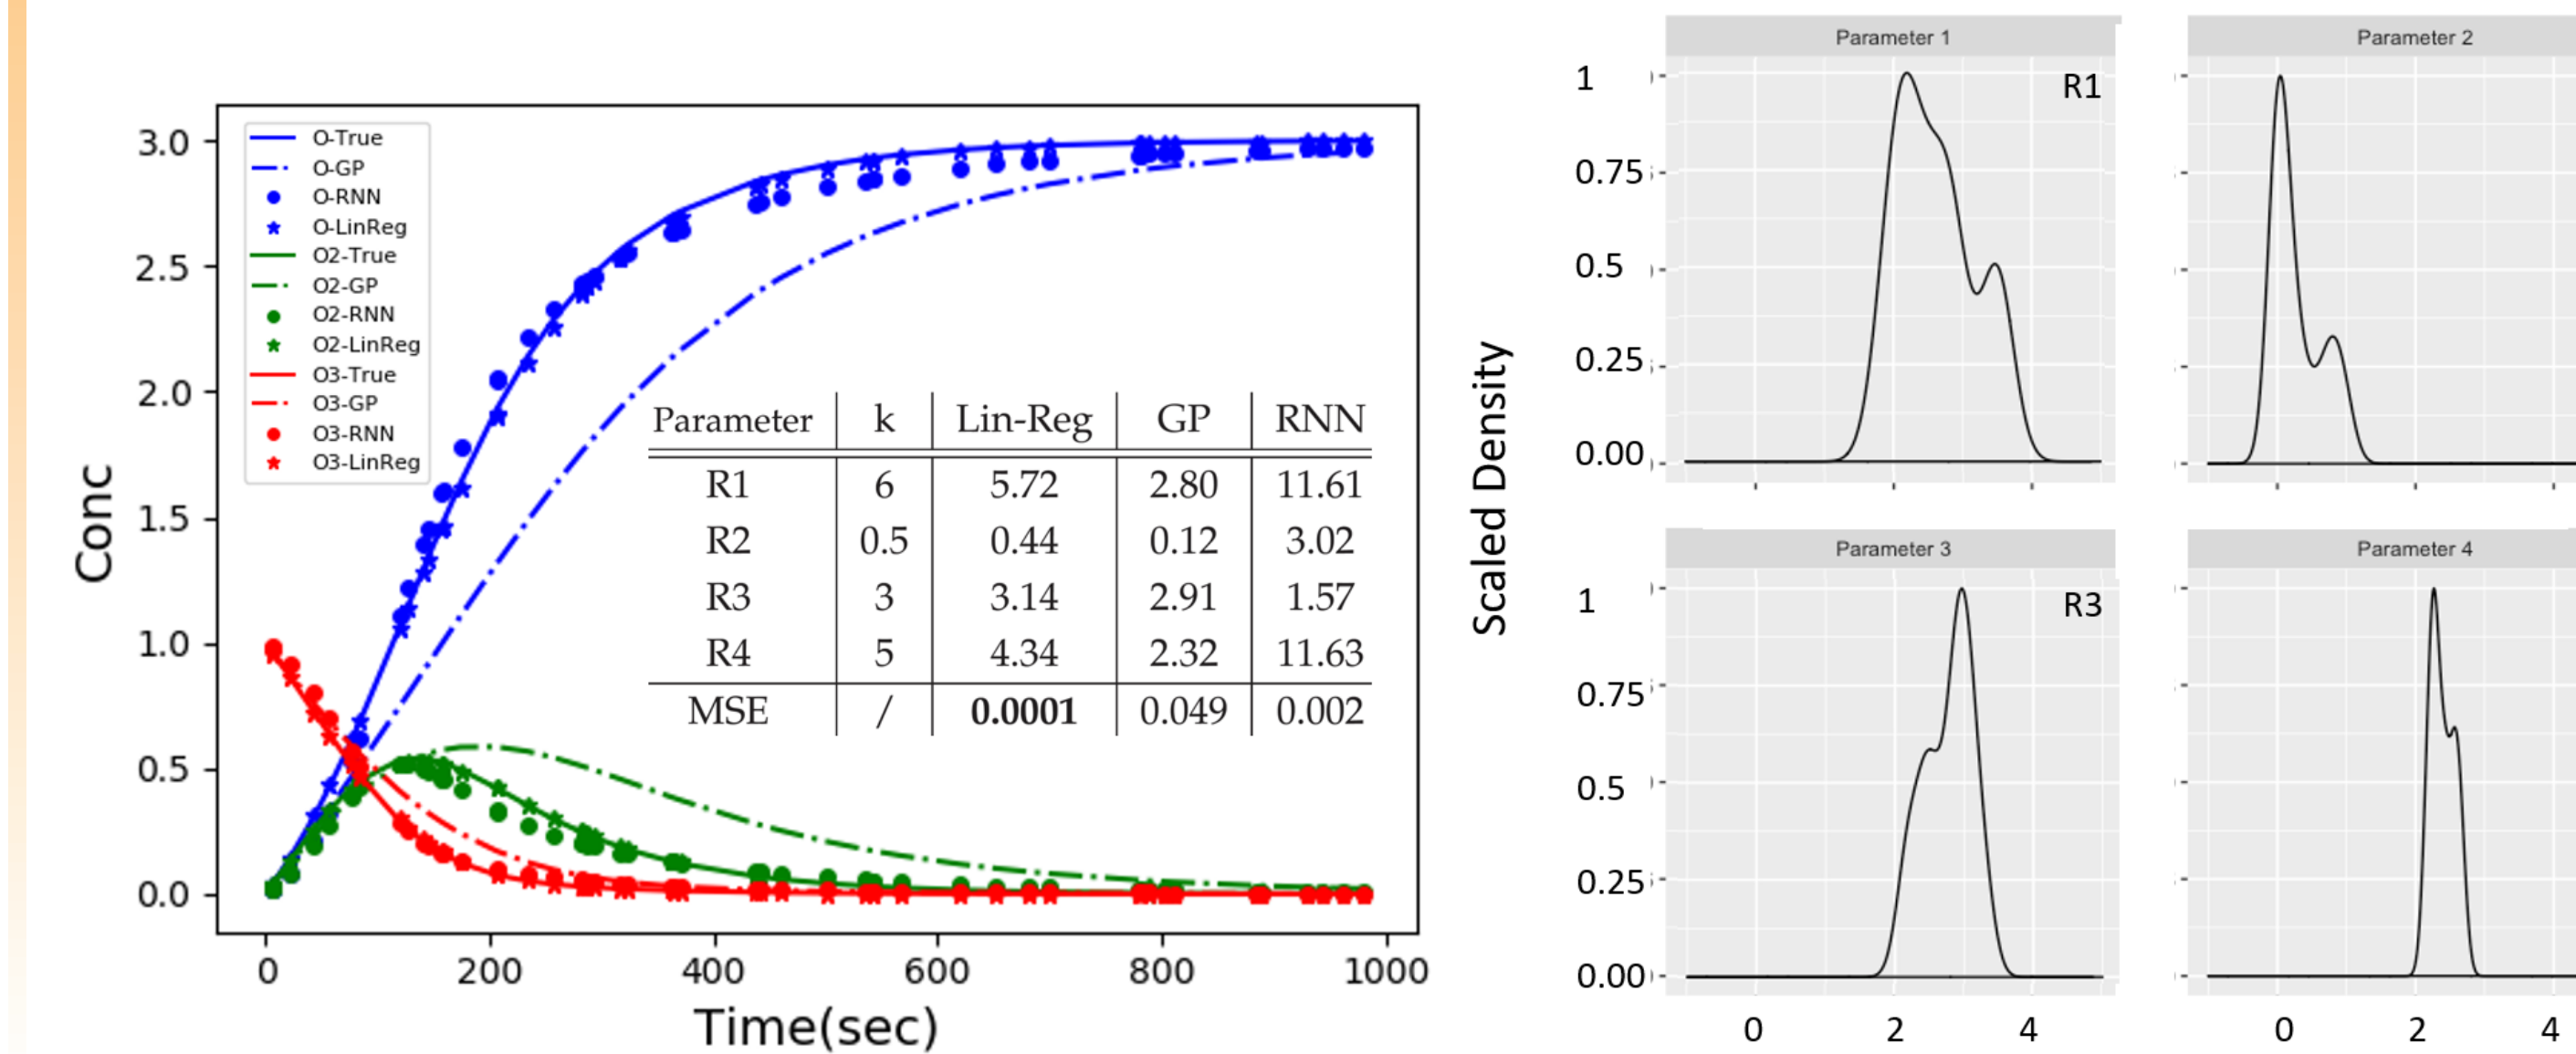 O-True
O-GP
O-RNN
O-LinReg
O2-True
O2-GP
O2-RNN
O2-LinReg
O3-True
O3-GP
O3-RNN
O3-LinReg
Conc
3.0
2.5
2.0
1.5
1.0
0.5
0.0
0 200 400 600 800 1000
Time(sec)
Parameter k Lin-Reg GP RNN
R1 6 5.72 2.80 11.61
R2 0.5 0.44 0.12 3.02
R3 3 3.14 2.91 1.57
R4 5 4.34 2.32 11.63
MSE / 0.0001 0.049 0.002
Scaled Density
Parameter 1
R1
1
0.75
0.5
0.25
0.00
Parameter 2
Parameter 3
R3
1
0.75
0.5
0.25
0.00
0 2 4
Parameter 4
0 2 4